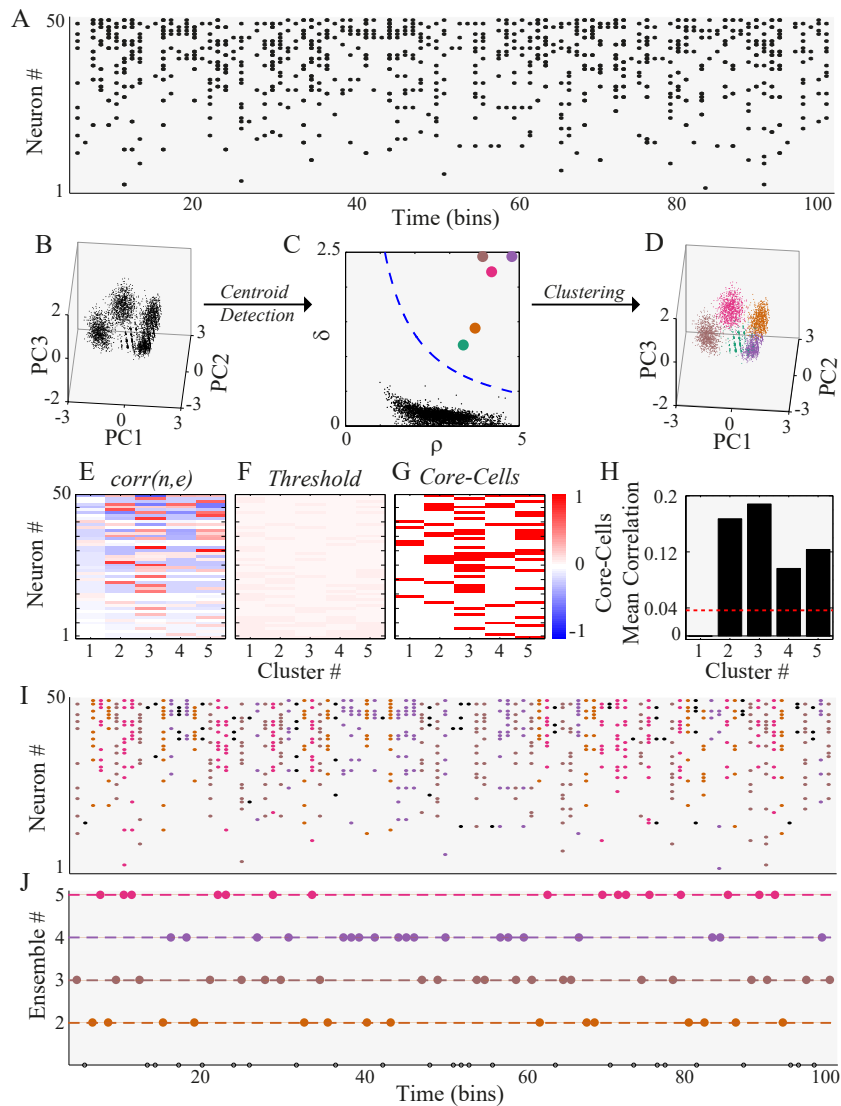 A
50
Neuron #
1
20
40
60
80
100
Time (bins)
B
PC3
2
0
-2
-3
0
3
PC1
3
0
-3
PC2
Centroid
Detection
C
2.5
δ
0
0
ρ
5
Clustering
D
PC3
2
0
-2
-3
0
3
PC1
3
0
-3
PC2
E
corr(n,e)
F
Threshold
G
Core-Cells
50
Neuron #
1
1 2 3 4 5
1 2 3 4 5
1 2 3 4 5
Cluster #
1
0
-1
Core-Cells
H
Mean Correlation
0.2
0.12
0.04
0
1 2 3 4 5
Cluster #
I
50
Neuron #
1
J
Ensemble #
5
4
3
2
20
40
60
80
100
Time (bins)